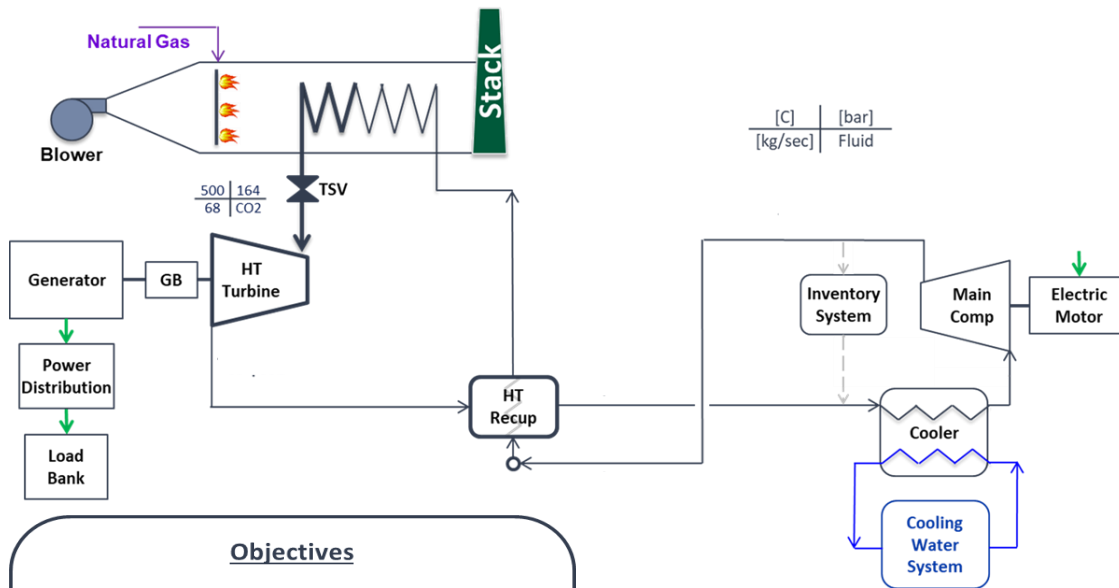 Natural Gas
Stack
Blower
[C] [bar]
[kg/sec] Fluid
TSV
500 164
68 CO2
Generator
GB
HT
Turbine
Inventory
System
Main
Comp
Electric
Motor
Power
Distribution
HT
Recup
Cooler
Load
Bank
Cooling
Water
System
Objectives